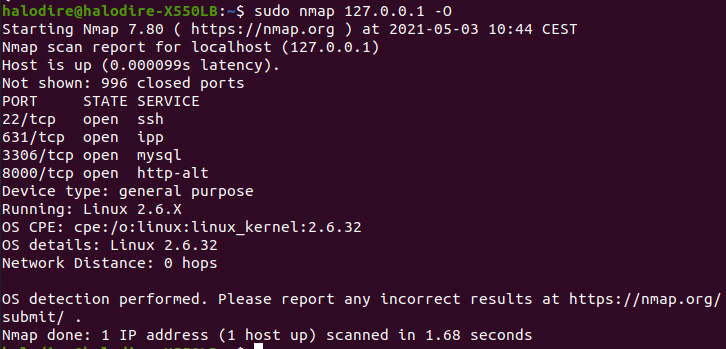 halodire@halodire-X550LB:~$ sudo nmap 127.0.0.1 -O
Starting Nmap 7.80 ( https://nmap.org ) at 2021-05-03 10:44 CEST
Nmap scan report for localhost (127.0.0.1)
Host is up (0.000099s latency).
Not shown: 996 closed ports
PORT     STATE SERVICE
22/tcp   open  ssh
631/tcp  open  ipp
3306/tcp open  mysql
8000/tcp open  http-alt
Device type: general purpose
Running: Linux 2.6.X
OS CPE: cpe:/o:linux:linux_kernel:2.6.32
OS details: Linux 2.6.32
Network Distance: 0 hops

OS detection performed. Please report any incorrect results at https://nmap.org/
submit/ .
Nmap done: 1 IP address (1 host up) scanned in 1.68 seconds